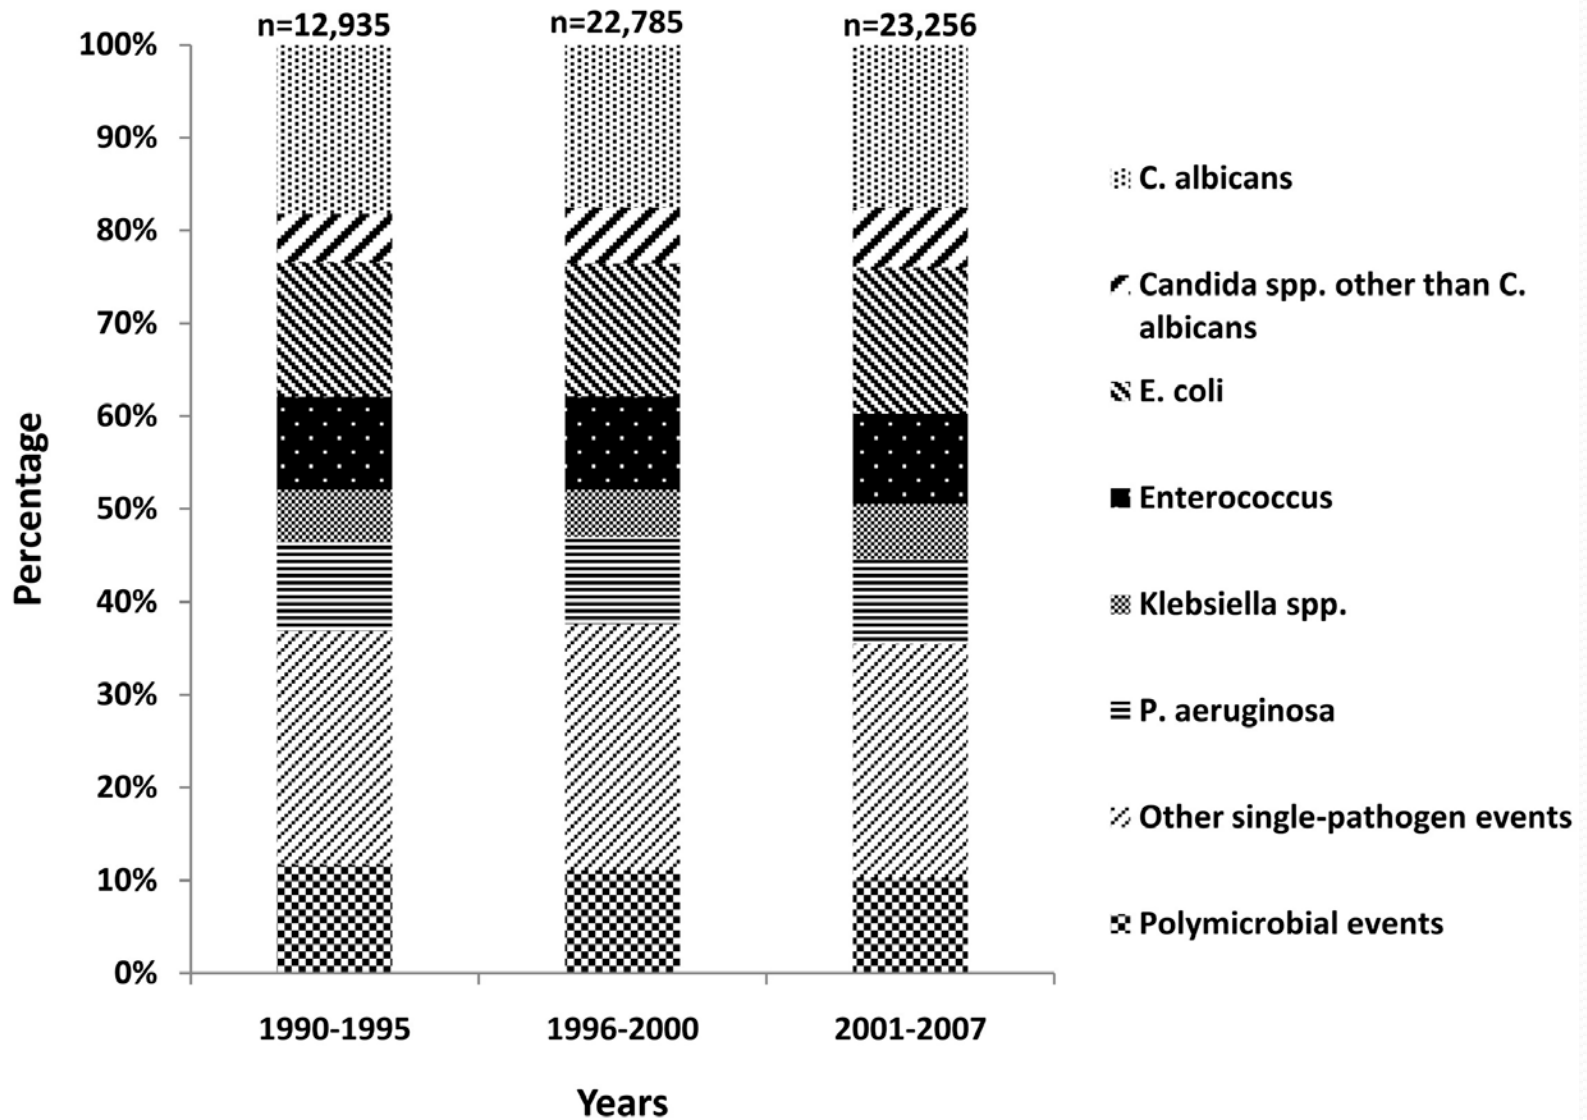 n=12,935
n=22,785
n=23,256
100%
90%
80%
70%
60%
50%
40%
30%
20%
10%
0%
Percentage
1990-1995
1996-2000
2001-2007
Years
C. albicans
Candida spp. other than C.
albicans
E. coli
Enterococcus
Klebsiella spp.
P. aeruginosa
Other single-pathogen events
Polymicrobial events